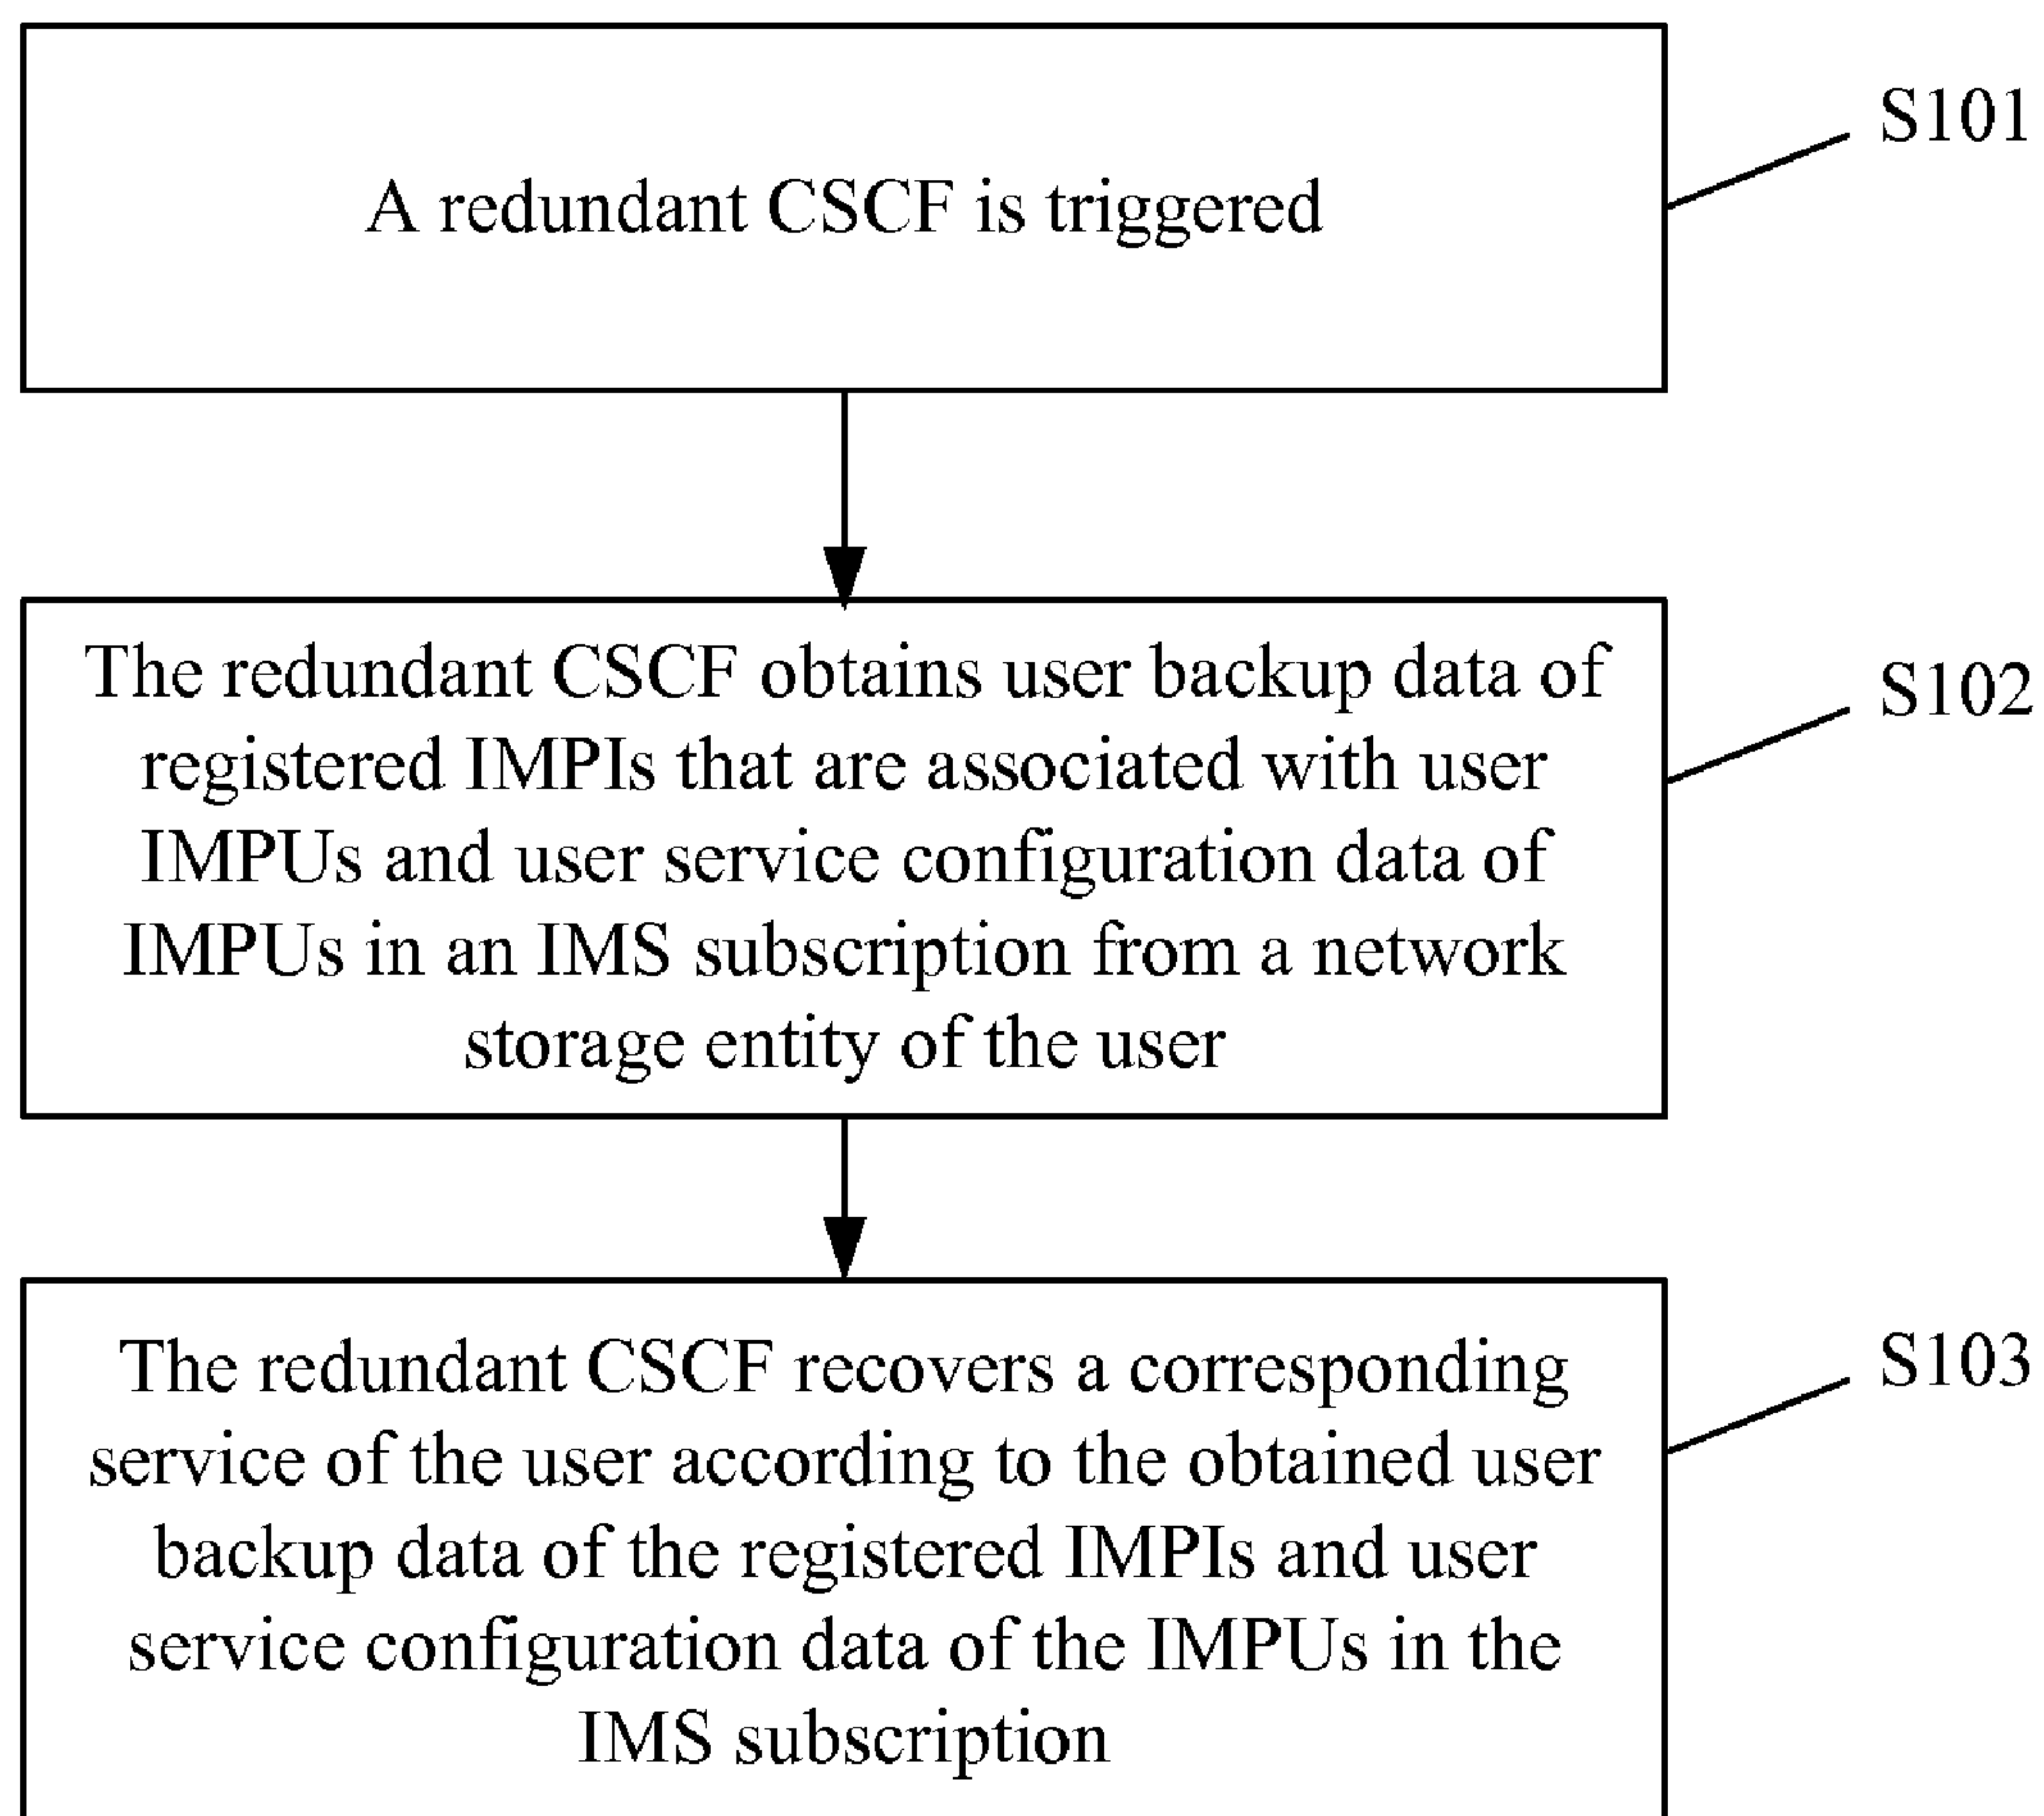 A redundant CSCF is triggered
S101
The redundant CSCF obtains user backup data of
registered IMPIs that are associated with user
IMPUs and user service configuration data of
IMPUs in an IMS subscription from a network
storage entity of the user
S102
The redundant CSCF recovers a corresponding
service of the user according to the obtained user
backup data of the registered IMPIs and user
service configuration data of the IMPUs in the
IMS subscription
S103